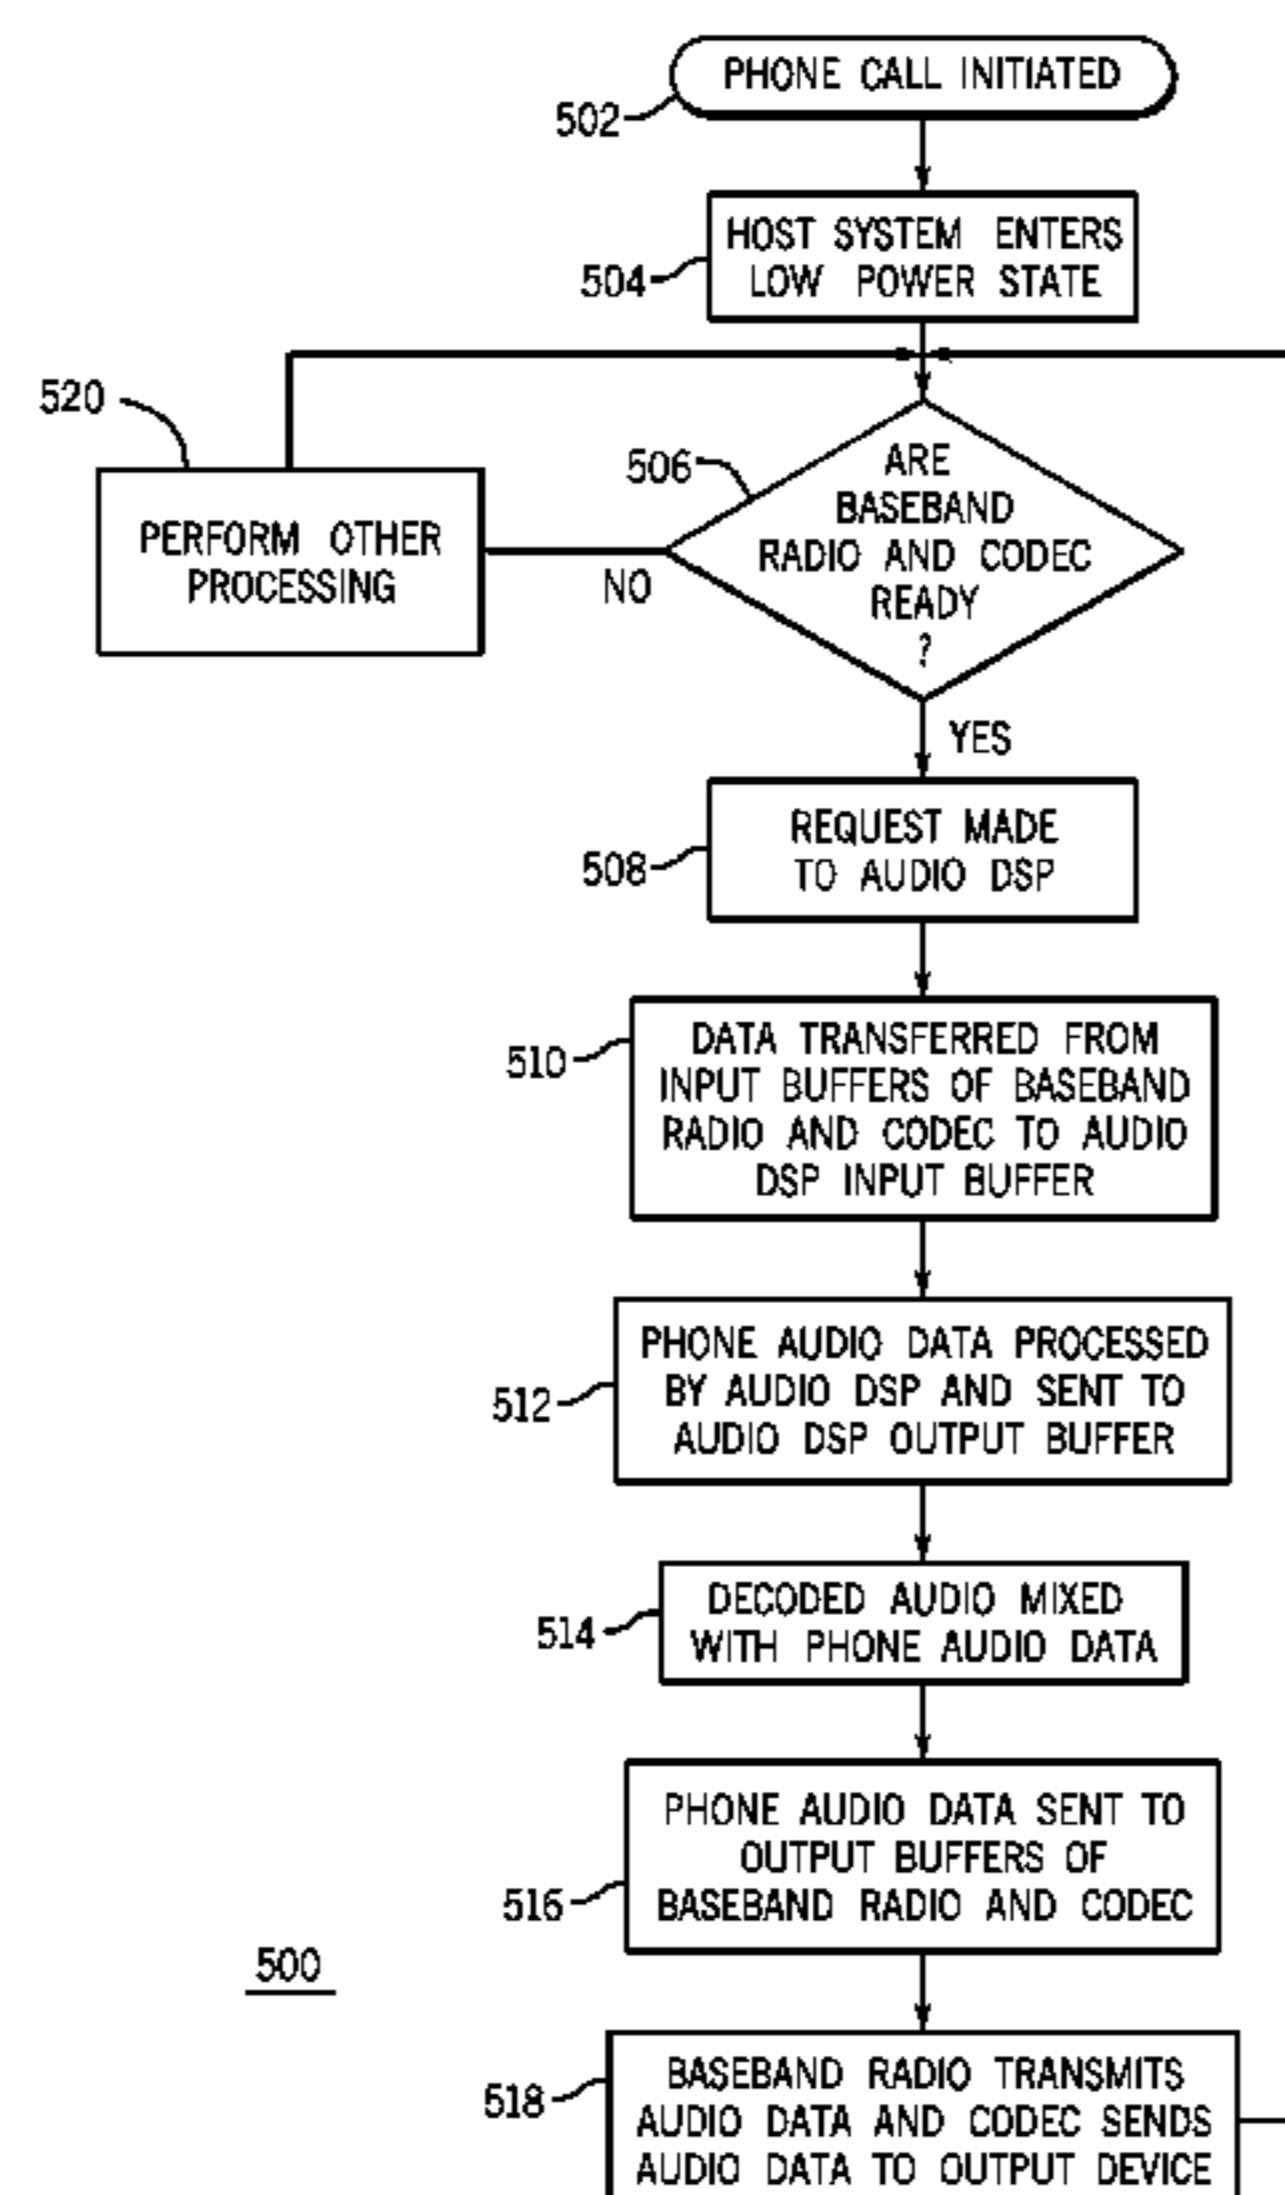 PHONE CALL INITIATED
502
HOST SYSTEM ENTERS
LOW POWER STATE
504
520
PERFORM OTHER
PROCESSING
506
ARE
BASEBAND
RADIO AND CODEC
READY
?
NO
YES
REQUEST MADE
TO AUDIO DSP
508
DATA TRANSFERRED FROM
INPUT BUFFERS OF BASEBAND
RADIO AND CODEC TO AUDIO
DSP INPUT BUFFER
510
PHONE AUDIO DATA PROCESSED
BY AUDIO DSP AND SENT TO
AUDIO DSP OUTPUT BUFFER
512
DECODED AUDIO MIXED
WITH PHONE AUDIO DATA
514
PHONE AUDIO DATA SENT TO
OUTPUT BUFFERS OF
BASEBAND RADIO AND CODEC
516
500
BASEBAND RADIO TRANSMITS
AUDIO DATA AND CODEC SENDS
AUDIO DATA TO OUTPUT DEVICE
518